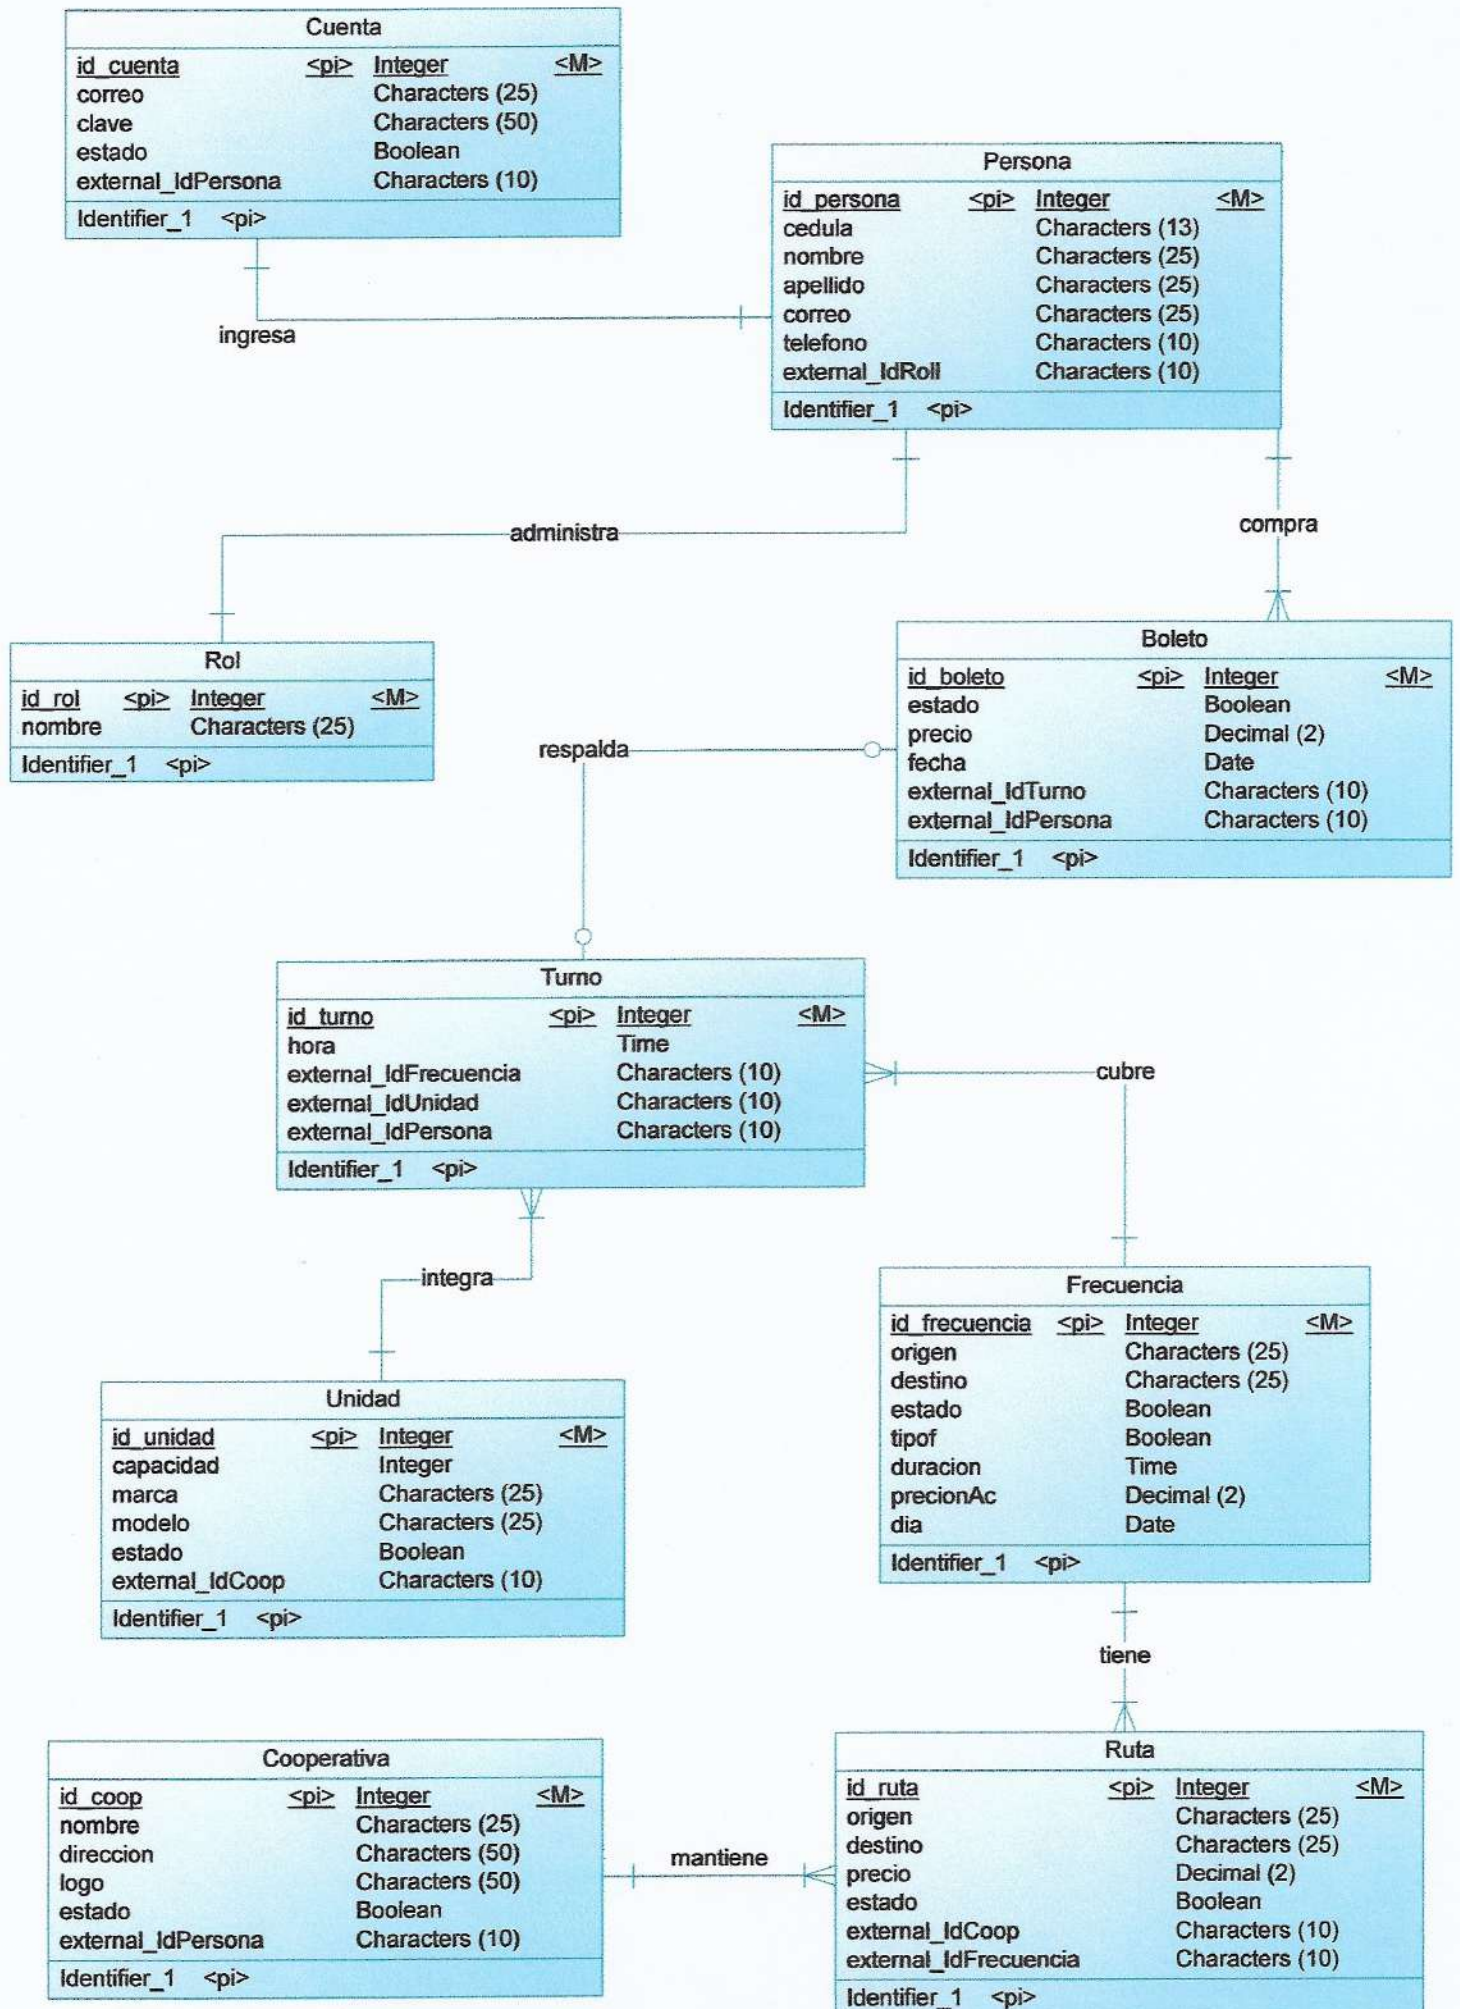 Cuenta
id_cuenta <pi> Integer <M>
correo Characters (25)
clave Characters (50)
estado Boolean
external_IdPersona Characters (10)
Identifier_1 <pi>
Persona
id_persona <pi> Integer <M>
cedula Characters (13)
nombre Characters (25)
apellido Characters (25)
correo Characters (25)
telefono Characters (10)
external_IdRoll Characters (10)
Identifier_1 <pi>
ingresa
administra
compra
Rol
id_rol <pi> Integer <M>
nombre Characters (25)
Identifier_1 <pi>
Boleto
id_boleto <pi> Integer <M>
estado Boolean
precio Decimal (2)
fecha Date
external_IdTurno Characters (10)
external_IdPersona Characters (10)
Identifier_1 <pi>
respalda
Turno
id_turno <pi> Integer <M>
hora Time
external_IdFrecuencia Characters (10)
external_IdUnidad Characters (10)
external_IdPersona Characters (10)
Identifier_1 <pi>
cubre
integra
Frecuencia
id_frecuencia <pi> Integer <M>
origen Characters (25)
destino Characters (25)
estado Boolean
tipof Boolean
duracion Time
precionAc Decimal (2)
dia Date
Identifier_1 <pi>
Unidad
id_unidad <pi> Integer <M>
capacidad Integer
marca Characters (25)
modelo Characters (25)
estado Boolean
external_IdCoop Characters (10)
Identifier_1 <pi>
tiene
Cooperativa
id_coop <pi> Integer <M>
nombre Characters (25)
direccion Characters (50)
logo Characters (50)
estado Boolean
external_IdPersona Characters (10)
Identifier_1 <pi>
mantiene
Ruta
id_ruta <pi> Integer <M>
origen Characters (25)
destino Characters (25)
precio Decimal (2)
estado Boolean
external_IdCoop Characters (10)
external_IdFrecuencia Characters (10)
Identifier_1 <pi>